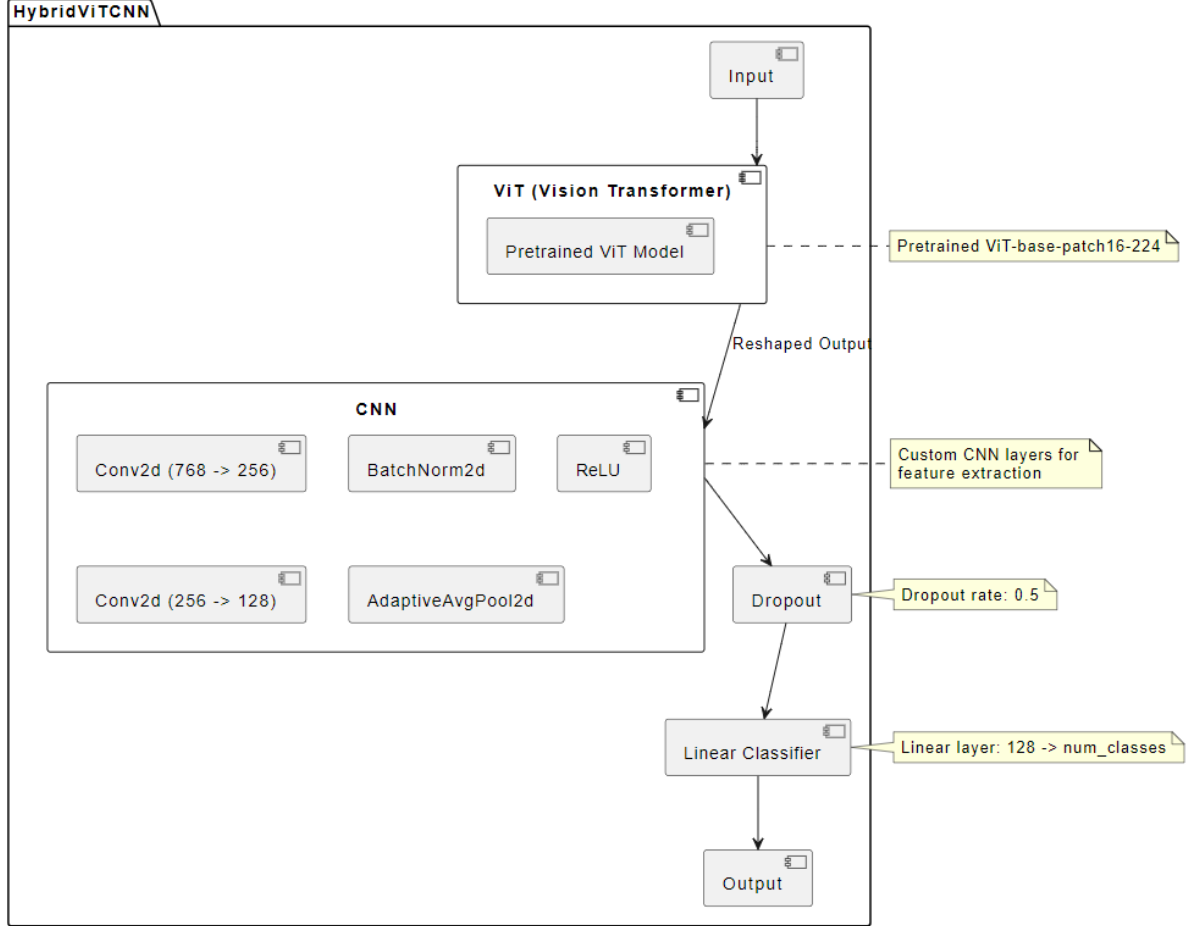 HybridViTCNN
Input
ViT (Vision Transformer)
Pretrained ViT Model
Pretrained ViT-base-patch16-224
Reshaped Output
CNN
Conv2d (768 -> 256)
BatchNorm2d
ReLU
Custom CNN layers for
feature extraction
Conv2d (256 -> 128)
AdaptiveAvgPool2d
Dropout
Dropout rate: 0.5
Linear Classifier
Linear layer: 128 -> num_classes
Output